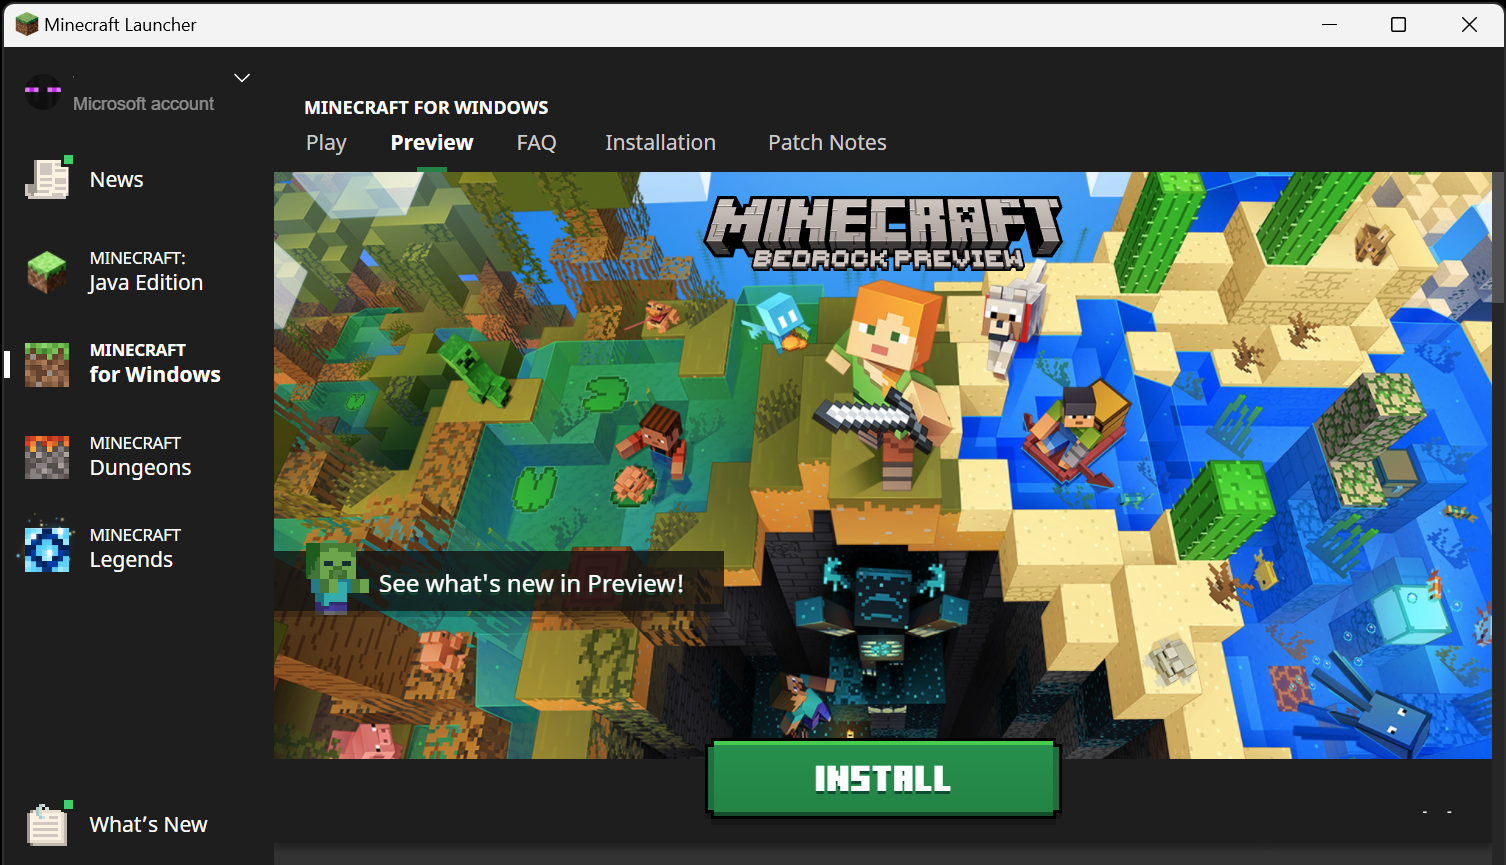 Minecraft Launcher
Microsoft account
News
MINECRAFT:
Java Edition
MINECRAFT
for Windows
MINECRAFT
Dungeons
MINECRAFT
Legends
What’s New
MINECRAFT FOR WINDOWS
Play Preview FAQ Installation Patch Notes
MINECRAFT
BEDROCK PREVIEW
See what's new in Preview!
INSTALL